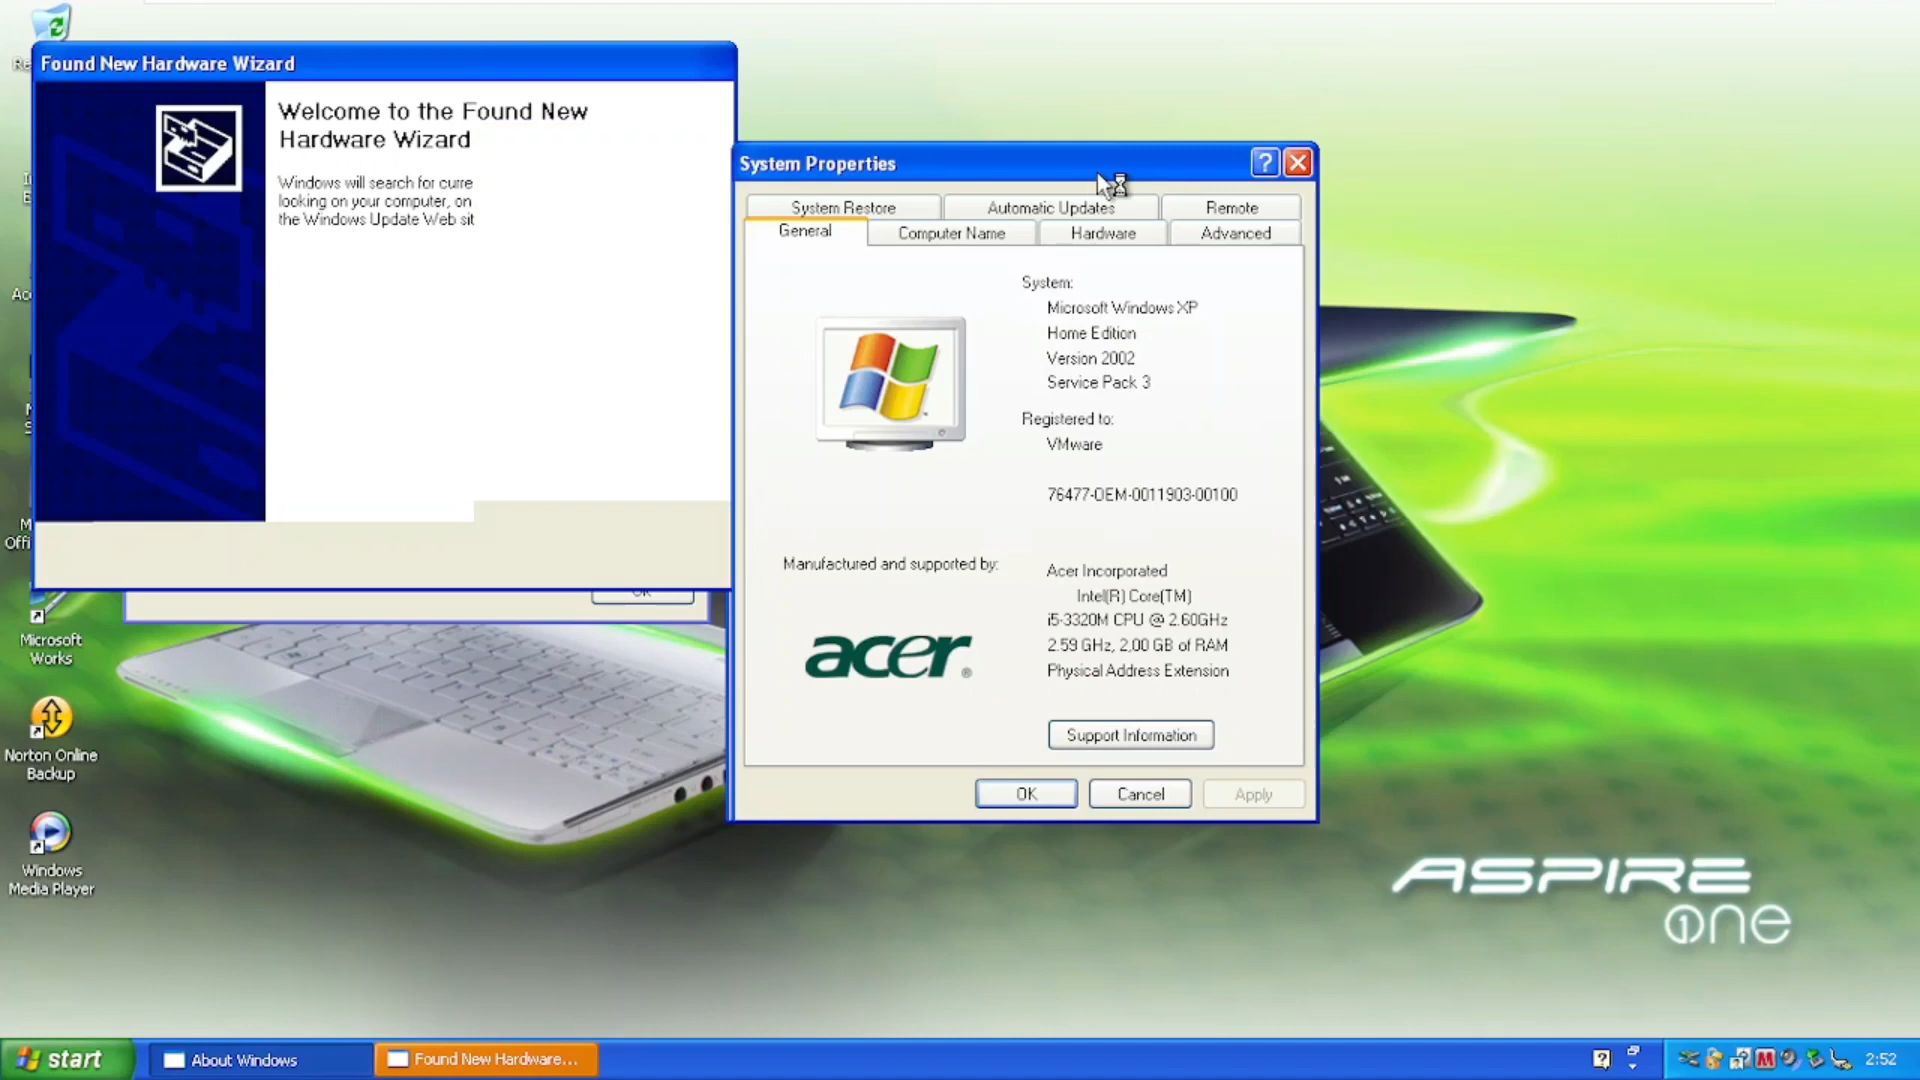 Found New Hardware Wizard
Welcome to the Found New
Hardware Wizard
Windows will search for curre
looking on your computer, on
the Windows Update Web sit
System Properties
System Restore
Automatic Updates
Remote
General
Computer Name
Hardware
Advanced
System:
Microsoft Windows XP
Home Edition
Version 2002
Service Pack 3
Registered to:
VMware
76477-OEM-0011903-00100
Manufactured and supported by:
Acer Incorporated
Intel(R) Core(TM)
i5-3320M CPU @ 2.60GHz
2.59 GHz, 2.00 GB of RAM
Physical Address Extension
acer
Support Information
OK
Cancel
Apply
Microsoft
Works
Norton Online
Backup
Windows
Media Player
ASPIRE
one
start
About Windows
Found New Hardware...
2:52